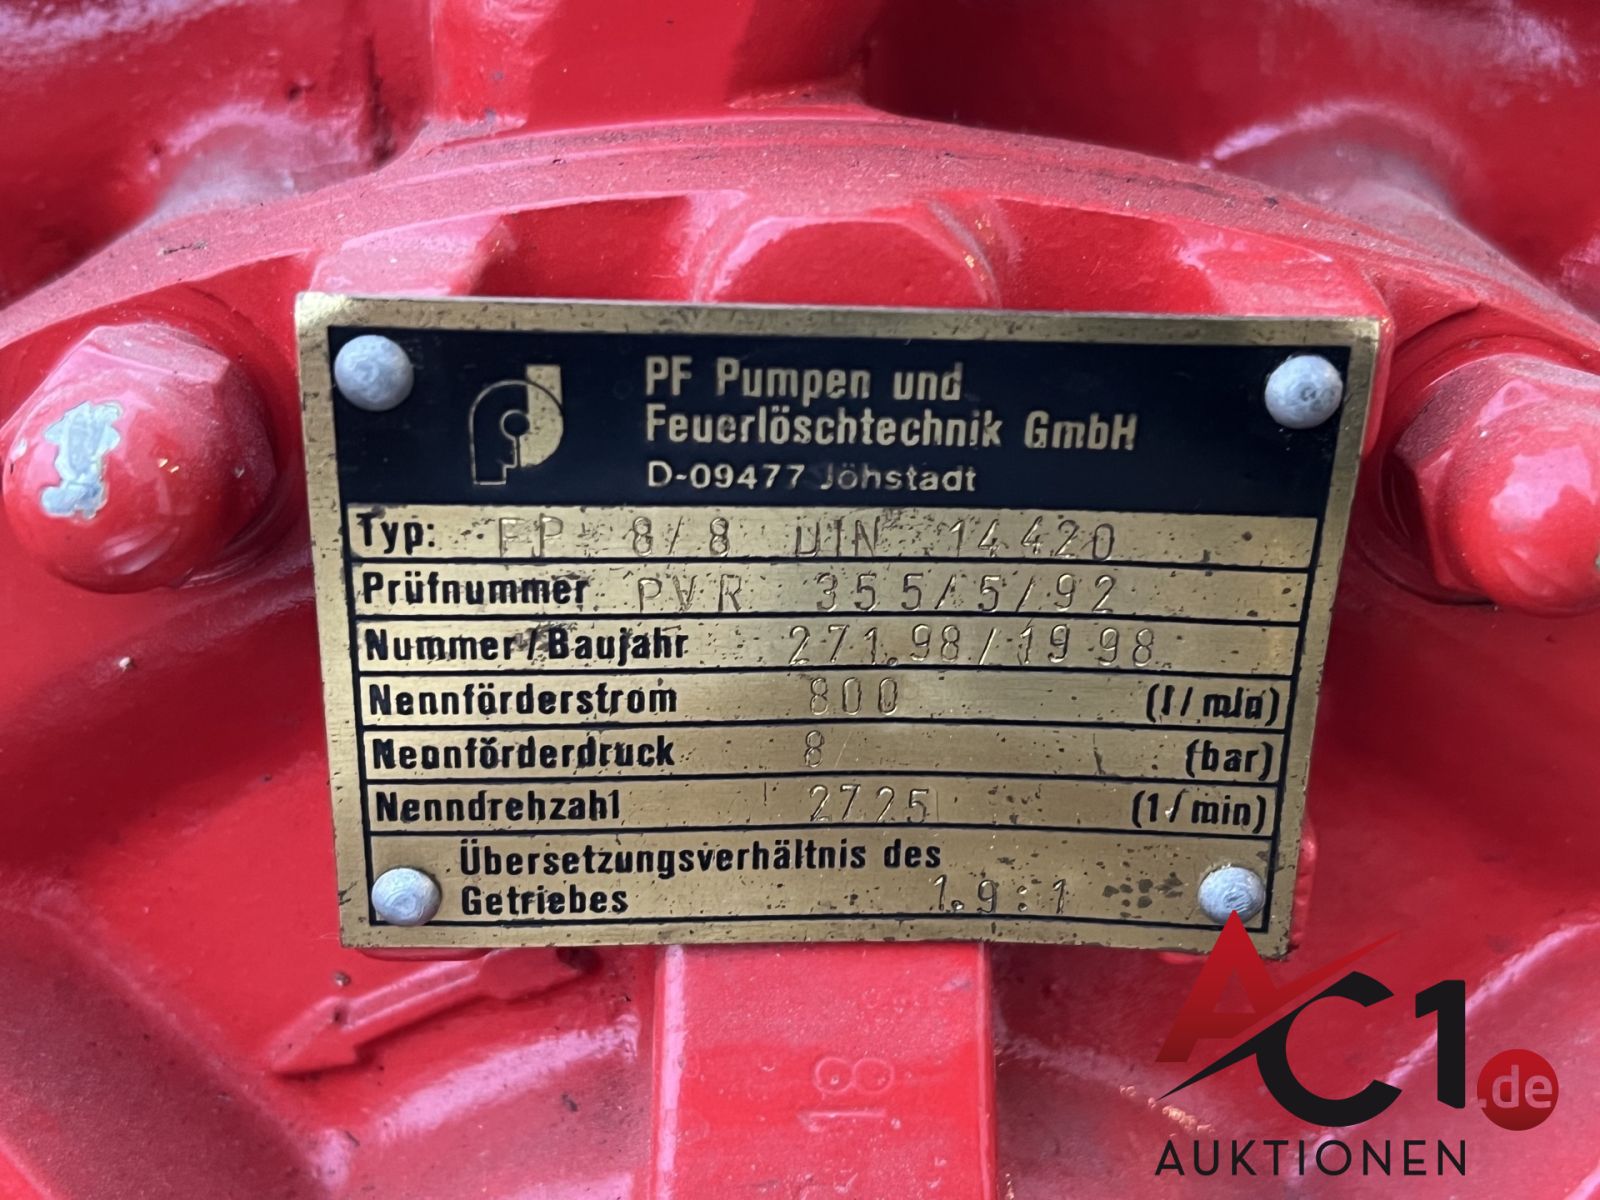 PF Pumpen und
Feuerlöschtechnik GmbH
D-09477 Jöhstadt
Typ: FP 8/8 DIN 14420
Prüfnummer PVR 355/5/92
Nummer/Baujahr 271.98/1998
Nennförderstrom 800 (l/min)
Nennförderdruck 8 (bar)
Nenndrehzahl 2725 (1/min)
Übersetzungsverhältnis des
Getriebes 1.9:1
18
AC1.de
AUKTIONEN